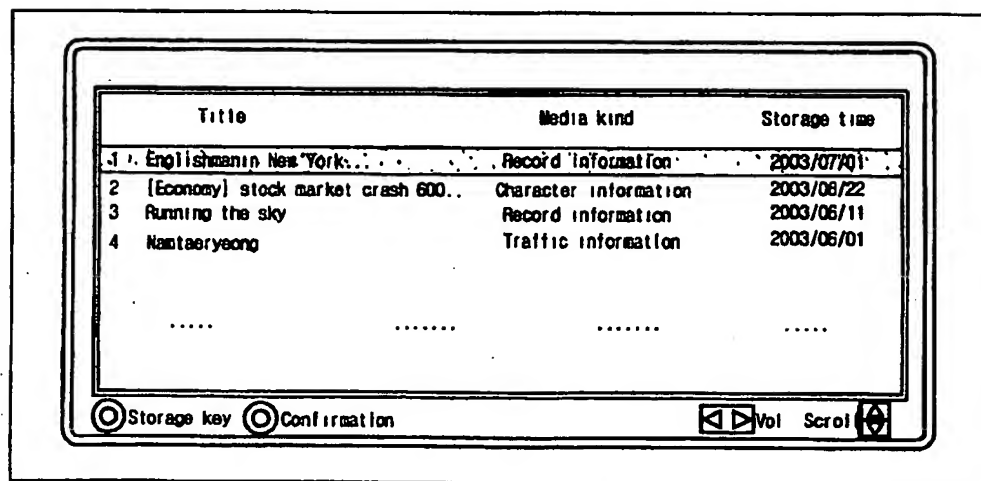 Title Media kind Storage time
1 Englishmanin New York..... Record information 2003/07/01
2 [Economy] stock market crash 600.. Character information 2003/08/22
3 Running the sky Record information 2003/06/11
4 Namtaeryeong Traffic information 2003/06/01
..... ....... ....... .....
Storage key Confirmation Vol Scroll